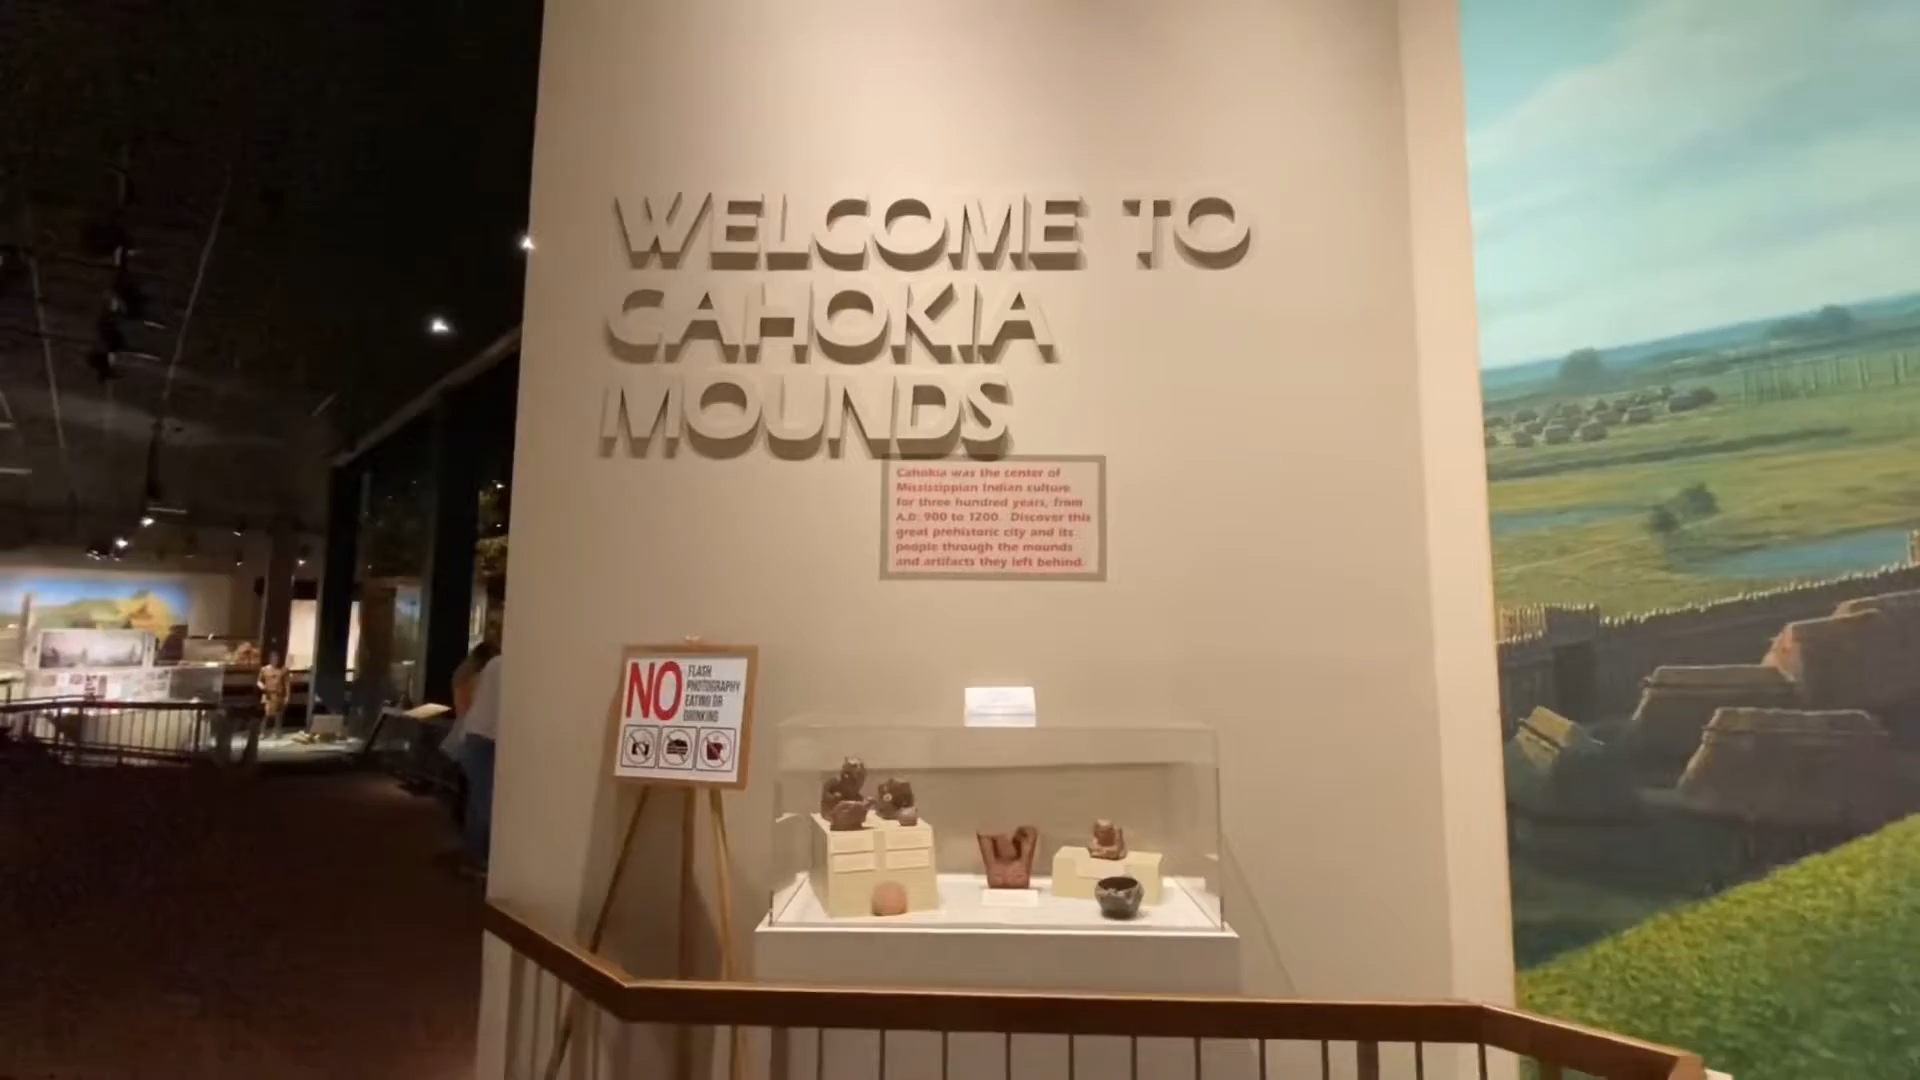 WELCOME TO
CAHOKIA
MOUNDS
Cahokia was the center of
Mississippian Indian culture
for three hundred years, from
A.D. 900 to 1200. Discover this
great prehistoric city and its
people through the mounds
and artifacts they left behind.
NO FLASH
PHOTOGRAPHY
EATING OR
DRINKING